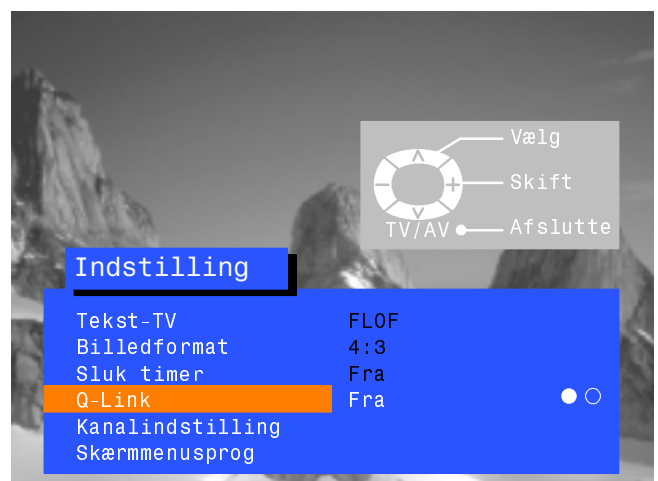 Vælg
Skift
TV/AV Afslutte
Indstilling
Tekst-TV FLOF
Billedformat 4:3
Sluk timer Fra
Q-Link Fra
Kanalindstilling
Skærmmenusprog